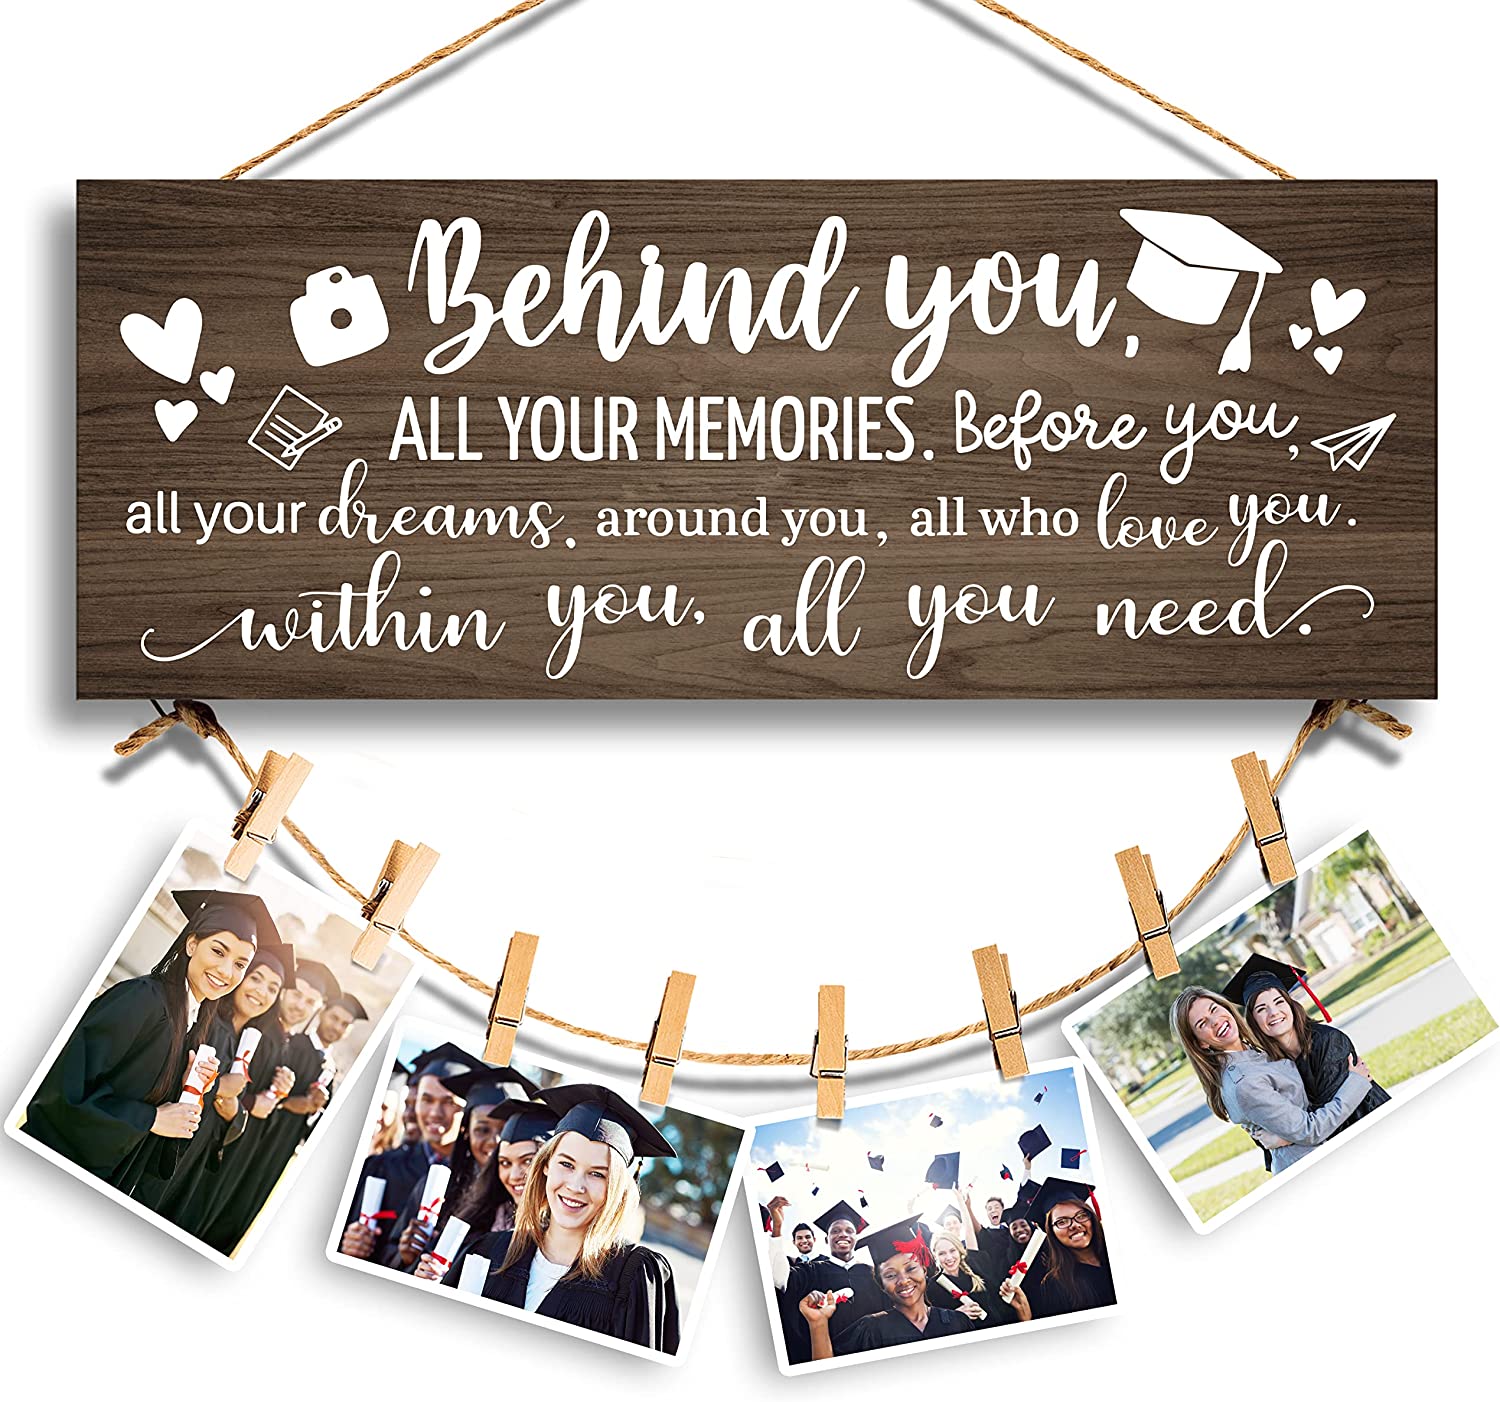 Behind you,
ALL YOUR MEMORIES. Before you,
all your dreams. around you, all who love you.
within you, all you need.